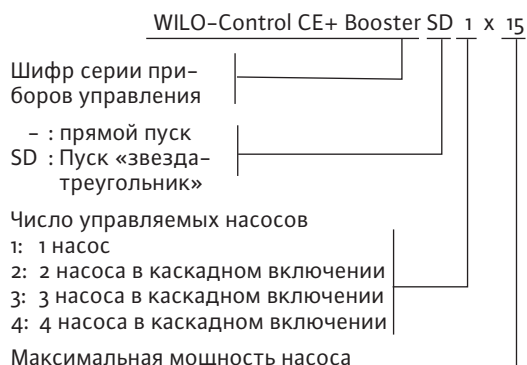 WILO-Control CE+ Booster SD 1 x 15
Шифр серии при-
боров управления
- : прямой пуск
SD : Пуск «звезда-
треугольник»
Число управляемых насосов
1: 1 насос
2: 2 насоса в каскадном включении
3: 3 насоса в каскадном включении
4: 4 насоса в каскадном включении
Максимальная мощность насоса